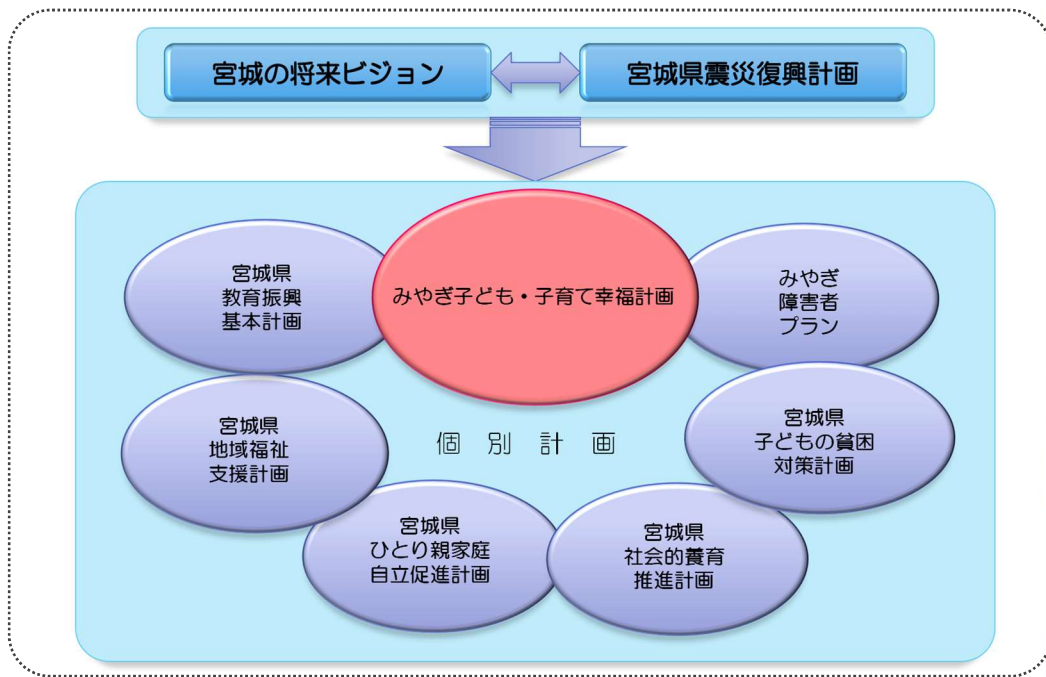 宮城の将来ビジョン
宮城県震災復興計画
みやぎ子ども・子育て幸福計画
宮城県
教育振興
基本計画
みやぎ
障害者
プラン
宮城県
地域福祉
支援計画
個別計画
宮城県
子どもの貧困
対策計画
宮城県
ひとり親家庭
自立促進計画
宮城県
社会的養育
推進計画